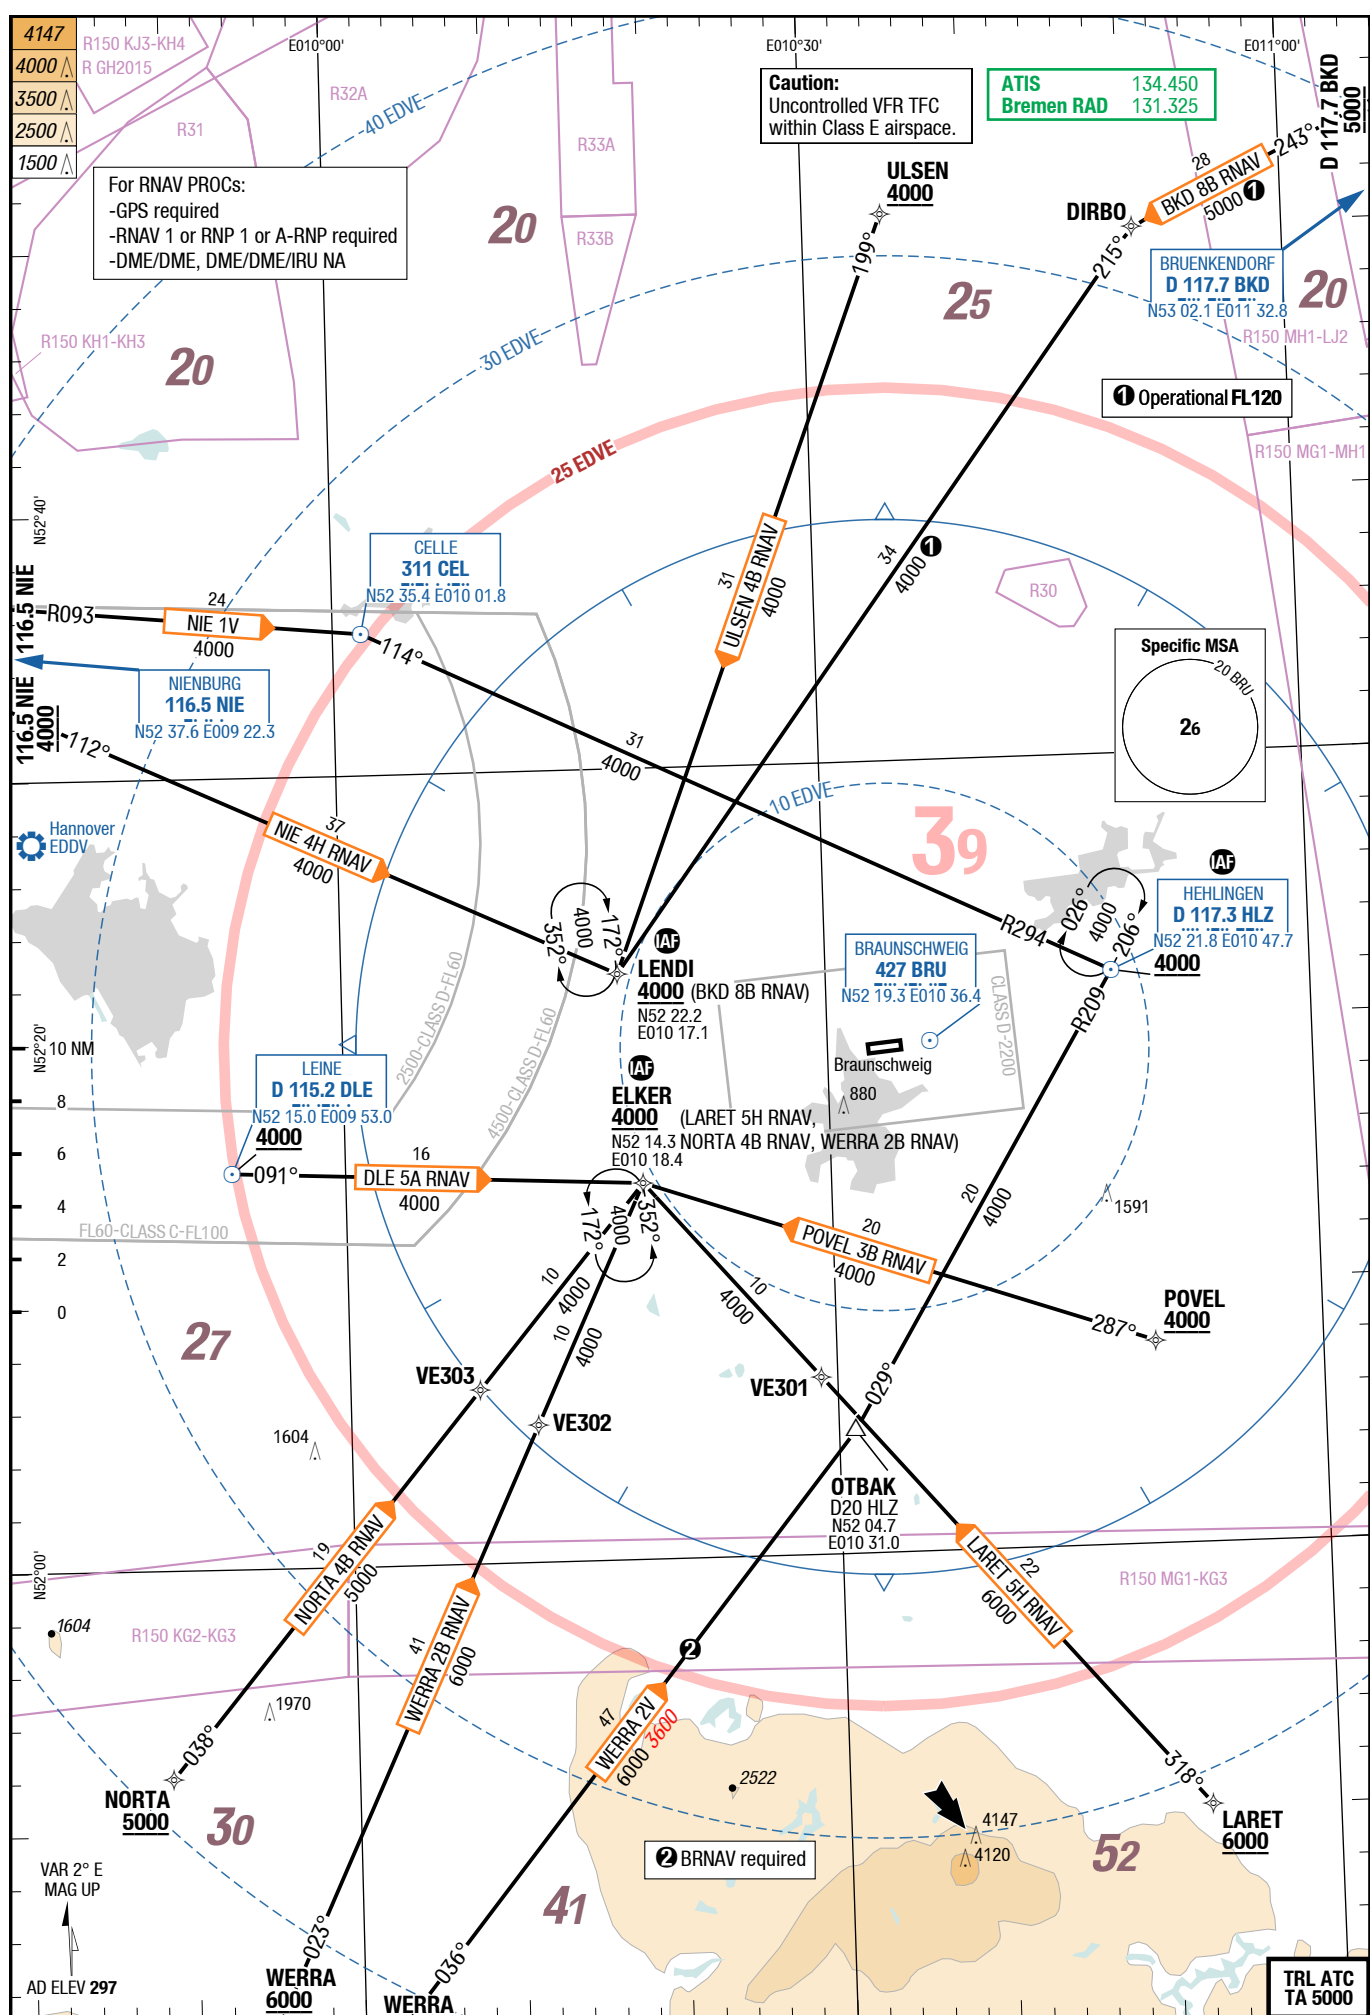 4147
4000
3500
2500
1500
R150 KJ3-KH4
R GH2015
E010°00'
E010°30'
E011°00'
R32A
R31
40 EDVE
R33A
R33B
Caution:
Uncontrolled VFR TFC
within Class E airspace.
ATIS 134.450
Bremen RAD 131.325
D 117.7 BKD
5000
243°
28
BKD 8B RNAV
5000 1
For RNAV PROCs:
-GPS required
-RNAV 1 or RNP 1 or A-RNP required
-DME/DME, DME/DME/IRU NA
ULSEN
4000
199°
DIRBO
215°
20
25
20
BRUENKENDORF
D 117.7 BKD
N53 02.1 E011 32.8
R150 MH1-LJ2
R150 KH1-KH3
20
30 EDVE
1 Operational FL120
R150 MG1-MH1
25 EDVE
N52°40'
CELLE
311 CEL
N52 35.4 E010 01.8
31
ULSEN 4B RNAV
4000
34
4000 1
R30
116.5 NIE
R093
24
NIE 1V
4000
114°
NIENBURG
116.5 NIE
N52 37.6 E009 22.3
116.5 NIE
4000
112°
Specific MSA
20 BRU
26
31
4000
10 EDVE
39
Hannover
EDDV
37
NIE 4H RNAV
4000
352°
4000
172°
IAF
LENDI
4000 (BKD 8B RNAV)
N52 22.2
E010 17.1
IAF
HEHLINGEN
D 117.3 HLZ
N52 21.8 E010 47.7
4000
026°
4000
206°
R294
R209
BRAUNSCHWEIG
427 BRU
N52 19.3 E010 36.4
CLASS D-2200
Braunschweig
880
2500-CLASS D-FL60
4500-CLASS D-FL60
N52°20'
10 NM
8
6
4
2
0
LEINE
D 115.2 DLE
N52 15.0 E009 53.0
4000
091°
16
DLE 5A RNAV
4000
FL60-CLASS C-FL100
IAF
ELKER
4000 (LARET 5H RNAV,
N52 14.3 NORTA 4B RNAV, WERRA 2B RNAV)
E010 18.4
172°
4000
352°
20
4000
1591
20
POVEL 3B RNAV
4000
287°
POVEL
4000
10
4000
10
4000
10
4000
27
VE303
VE302
VE301
029°
1604
OTBAK
D20 HLZ
N52 04.7
E010 31.0
19
NORTA 4B RNAV
5000
N52°00'
1604
R150 KG2-KG3
R150 MG1-KG3
41
WERRA 2B RNAV
6000
22
LARET 5H RNAV
6000
2
1970
47
WERRA 2V
6000 3600
038°
NORTA
5000
30
2522
318°
LARET
6000
4147
4120
52
2 BRNAV required
VAR 2° E
MAG UP
AD ELEV 297
41
023°
WERRA
6000
036°
WERRA
TRL ATC
TA 5000